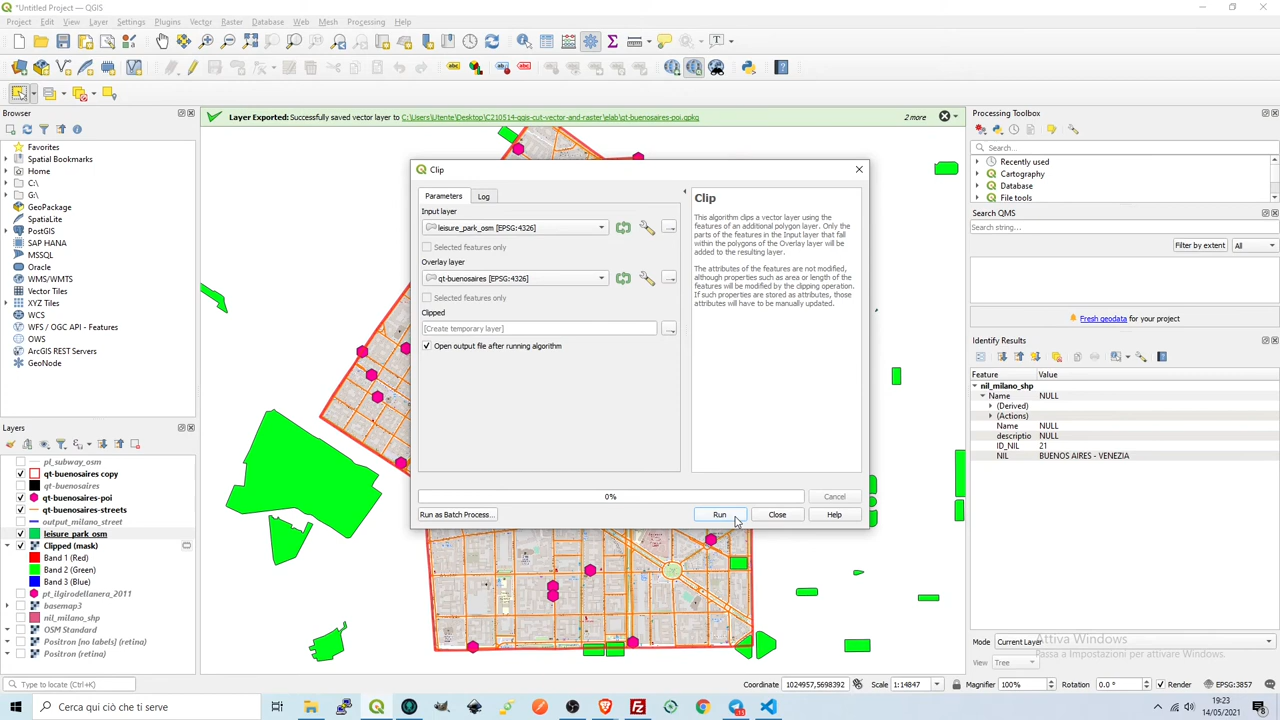 *Untitled Project — QGIS
Project Edit View Layer Settings Plugins Vector Raster Database Web Mesh Processing Help
Browser
Favorites
Spatial Bookmarks
Home
C:\
G:\
GeoPackage
SpatiaLite
PostGIS
SAP HANA
MSSQL
Oracle
WMS/WMTS
Vector Tiles
XYZ Tiles
WCS
WFS / OGC API - Features
OWS
ArcGIS REST Servers
GeoNode
Layers
pl_subway_osm
qt-buenosaires copy
qt-buenosaires
qt-buenosaires-poi
qt-buenosaires-streets
output_milano_street
leisure_park_osm
Clipped (mask)
Band 1 (Red)
Band 2 (Green)
Band 3 (Blue)
pt_ilgirodellanera_2011
basemap3
nil_milano_shp
OSM Standard
Positron [no labels] (retina)
Positron (retina)
Layer Exported: Successfully saved vector layer to C:\Users\Utente\Desktop\C210514-qgis-cut-vector-and-raster\elab\qt-buenosaires-poi.gpkg
2 more
Clip
Parameters Log
Input layer
leisure_park_osm [EPSG:4326]
...
Selected features only
Overlay layer
qt-buenosaires [EPSG:4326]
...
Selected features only
Clipped
[Create temporary layer]
...
Open output file after running algorithm
Clip
This algorithm clips a vector layer using the
features of an additional polygon layer. Only the
parts of the features in the Input layer that fall
within the polygons of the Overlay layer will be
added to the resulting layer.
The attributes of the features are not modified,
although properties such as area or length of the
features will be modified by the clipping operation.
If such properties are stored as attributes, those
attributes will have to be manually updated.
0%
Cancel
Run as Batch Process...
Run
Close
Help
Processing Toolbox
Search...
Recently used
Cartography
Database
File tools
Search QMS
Search string...
Filter by extent
All
Fresh geodata for your project
Identify Results
Feature Value
nil_milano_shp
Name NULL
(Derived)
(Actions)
Name NULL
descriptio NULL
ID_NIL 21
NIL BUENOS AIRES - VENEZIA
Mode Current Layer
View Tree
Attiva Windows
Passa a Impostazioni per attivare Windows.
Type to locate (Ctrl+K)
Coordinate 1024957,5698392
Scale 1:14847
Magnifier 100%
Rotation 0.0 °
Render
EPSG:3857
Cerca qui ciò che ti serve
19:23
14/05/2021